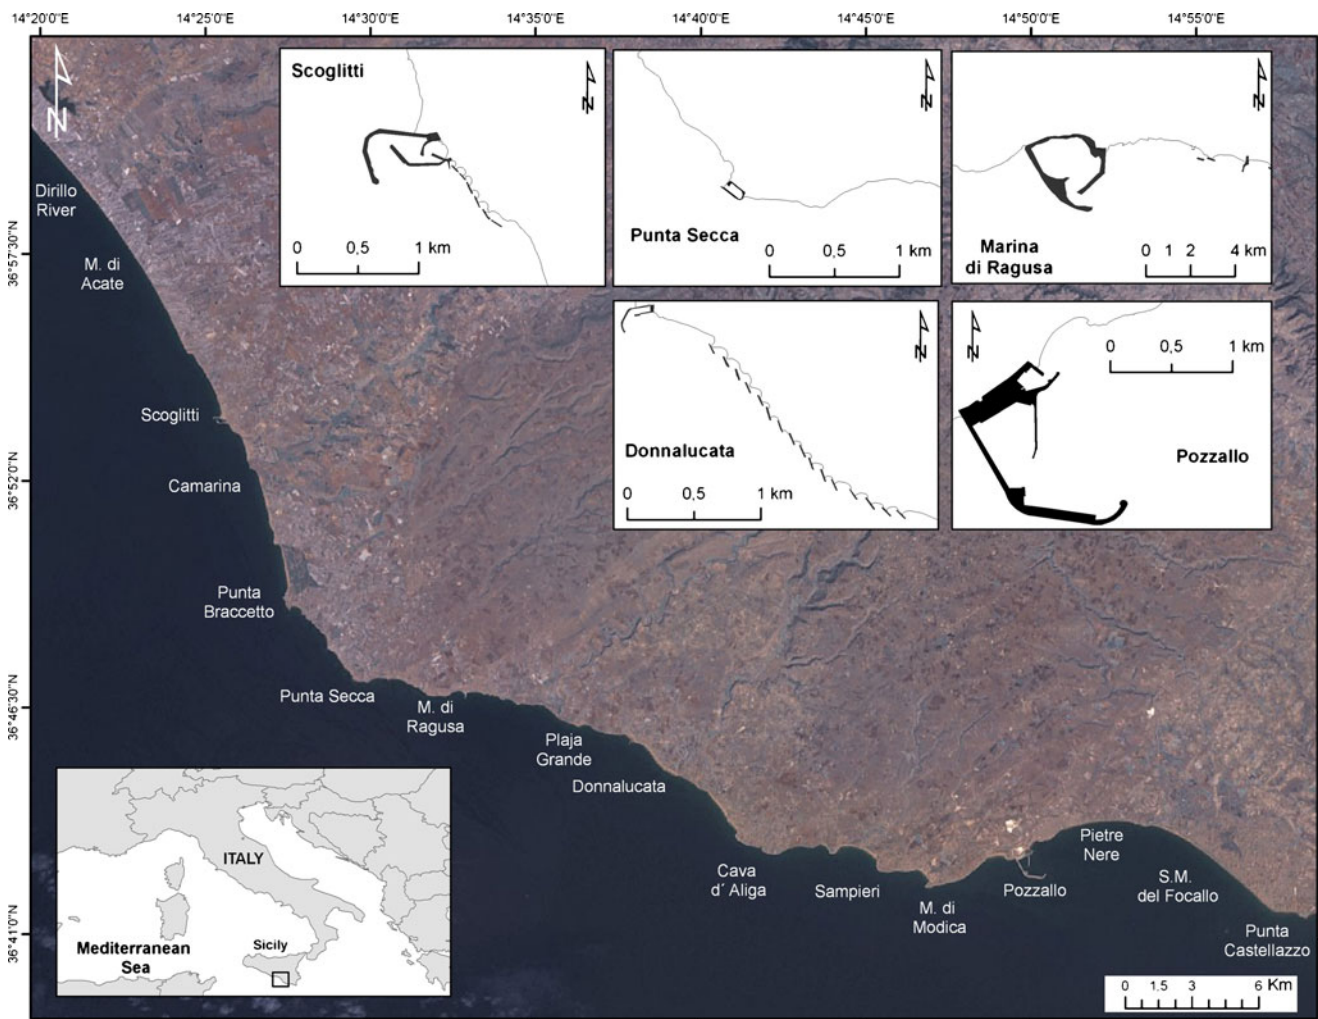 14°20'0"E 14°25'0"E 14°30'0"E 14°35'0"E 14°40'0"E 14°45'0"E 14°50'0"E 14°55'0"E
36°57'30"N
36°52'0"N
36°46'30"N
36°41'0"N
N
Scoglitti
N
0 0,5 1 km
N
Punta Secca
0 0,5 1 km
N
Marina
di Ragusa
0 1 2 4 km
N
Donnalucata
0 0,5 1 km
N
0 0,5 1 km
Pozzallo
Dirillo
River
M. di
Acate
Scoglitti
Camarina
Punta
Braccetto
Punta Secca
M. di
Ragusa
Plaja
Grande
Donnalucata
Cava
d´ Aliga
Sampieri
M. di
Modica
Pozzallo
Pietre
Nere
S.M.
del Focallo
Punta
Castellazzo
ITALY
Mediterranean
Sea
Sicily
0 1,5 3 6 Km